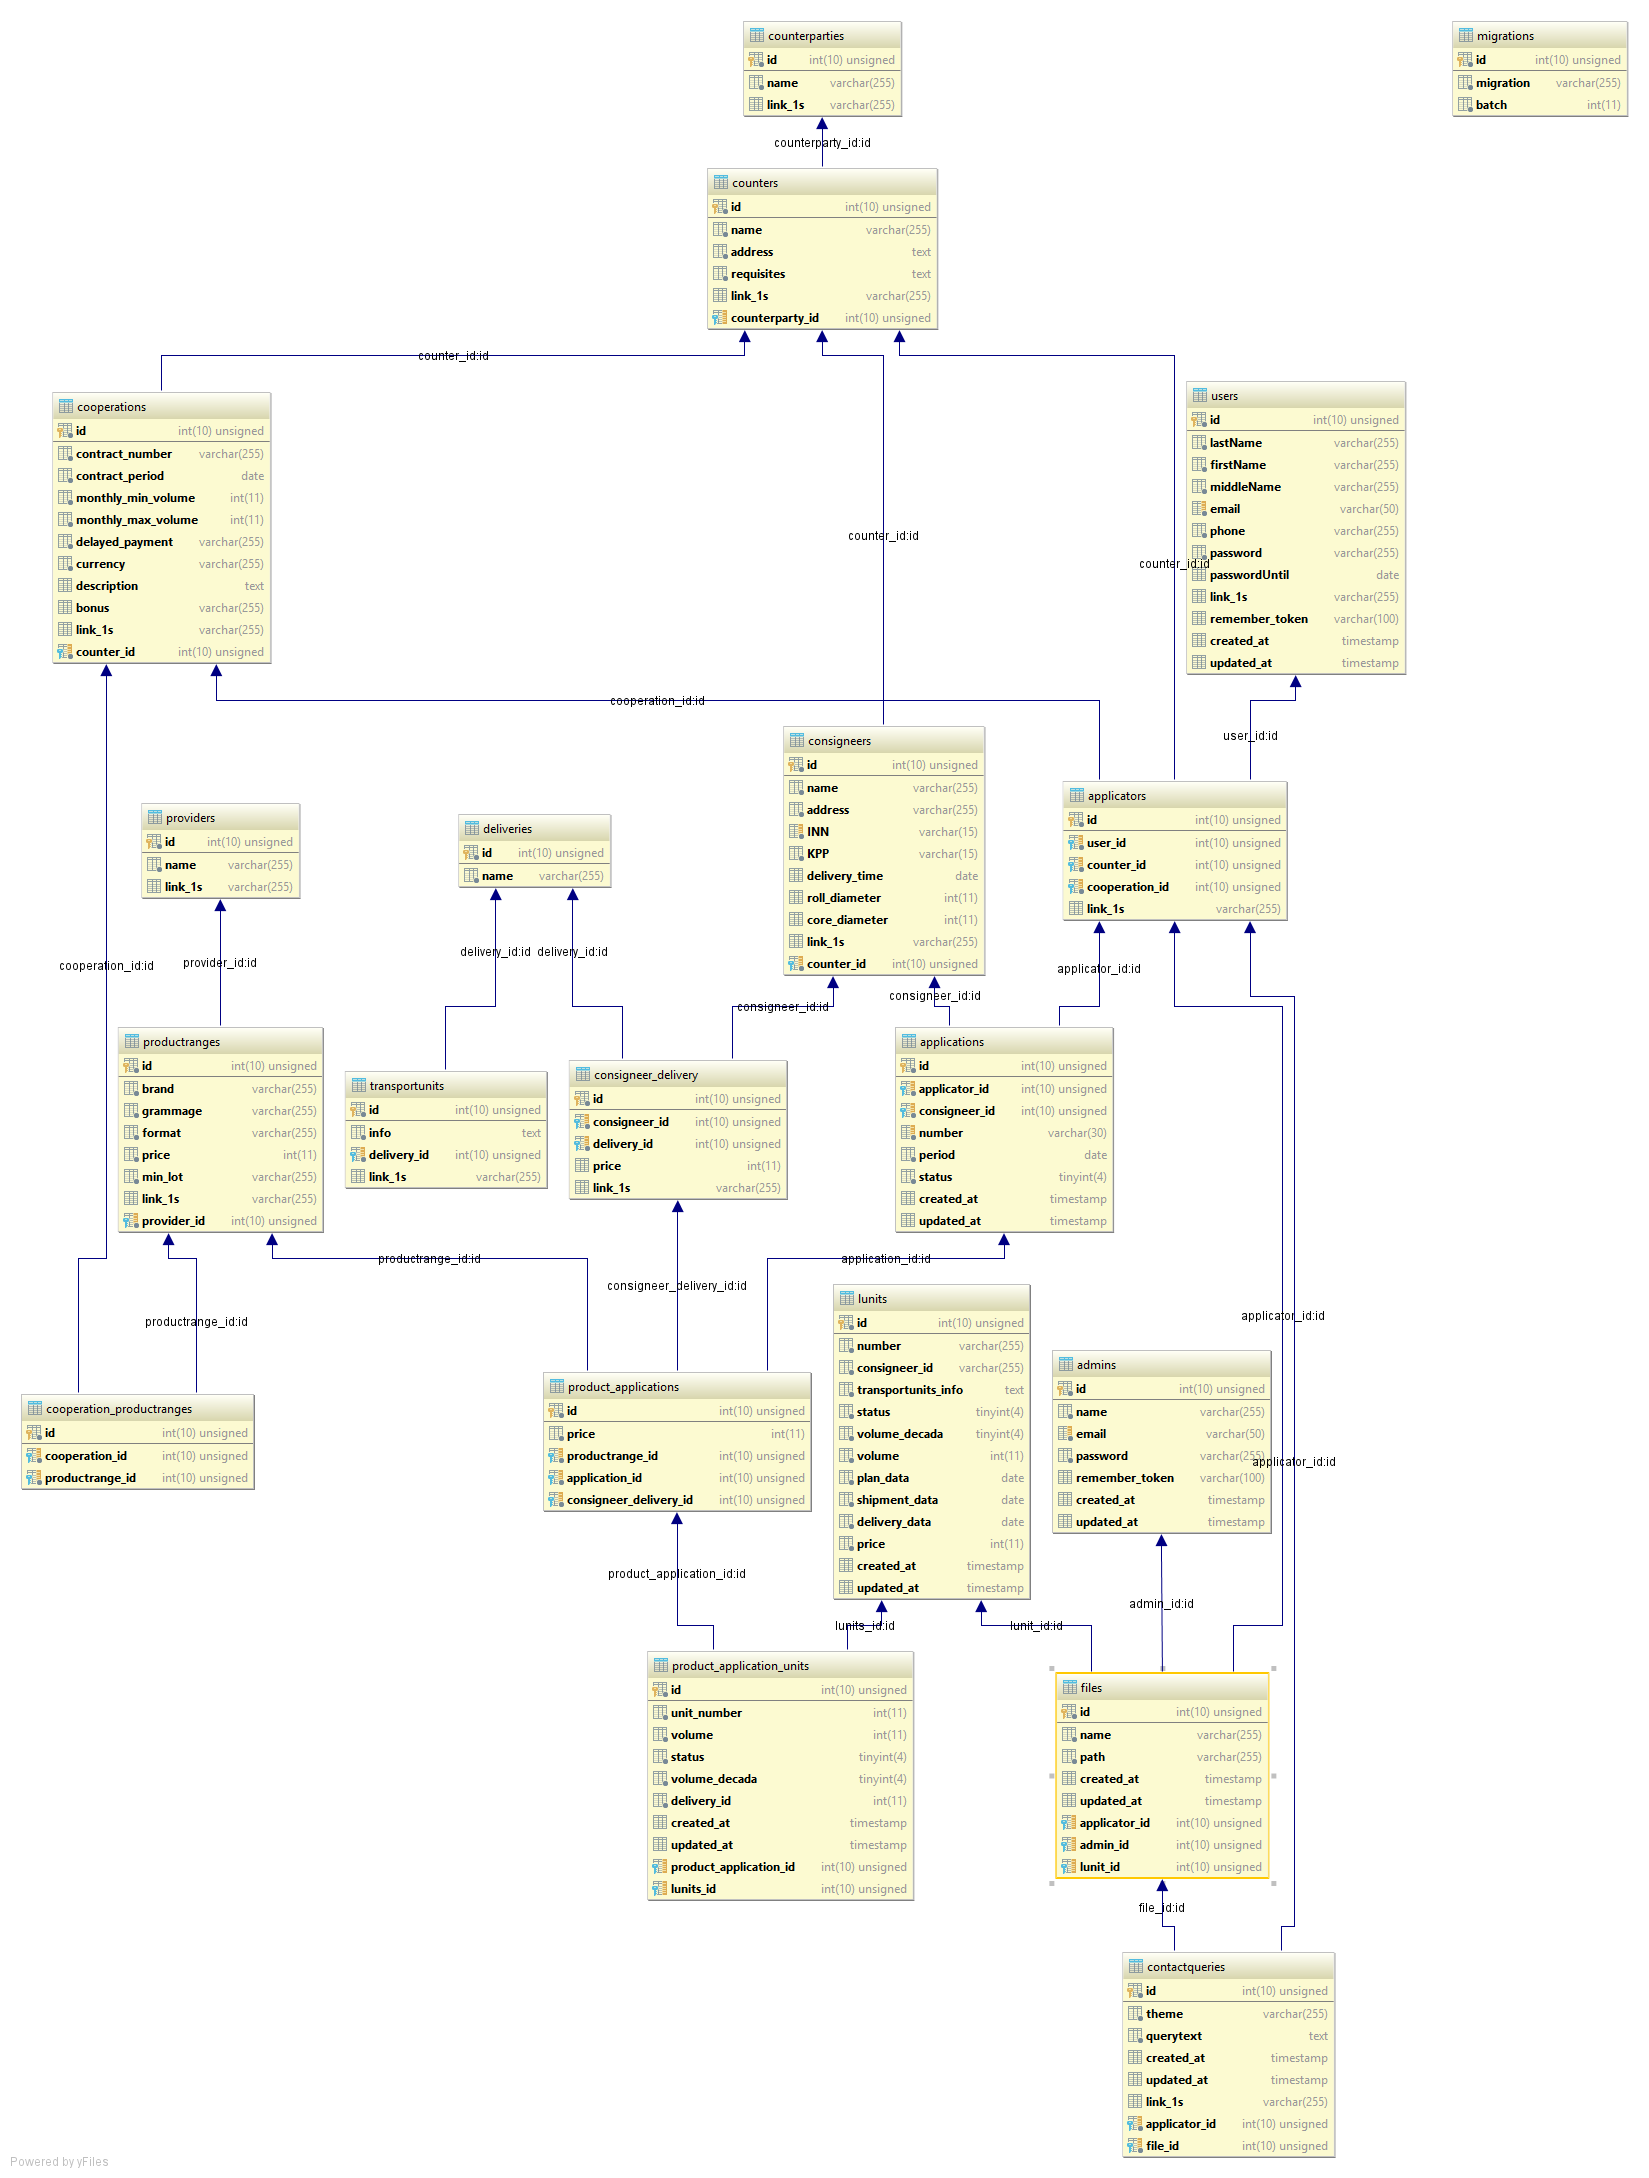 counterparties
id int(10) unsigned
name varchar(255)
link_1s varchar(255)
migrations
id int(10) unsigned
migration varchar(255)
batch int(11)
counterparty_id:id
counters
id int(10) unsigned
name varchar(255)
address text
requisites text
link_1s varchar(255)
counterparty_id int(10) unsigned
counter_id:id
counter_id:id
counter_id:id
cooperations
id int(10) unsigned
contract_number varchar(255)
contract_period date
monthly_min_volume int(11)
monthly_max_volume int(11)
delayed_payment varchar(255)
currency varchar(255)
description text
bonus varchar(255)
link_1s varchar(255)
counter_id int(10) unsigned
users
id int(10) unsigned
lastName varchar(255)
firstName varchar(255)
middleName varchar(255)
email varchar(50)
phone varchar(255)
password varchar(255)
passwordUntil date
link_1s varchar(255)
remember_token varchar(100)
created_at timestamp
updated_at timestamp
cooperation_id:id
user_id:id
consigneers
id int(10) unsigned
name varchar(255)
address varchar(255)
INN varchar(15)
KPP varchar(15)
delivery_time date
roll_diameter int(11)
core_diameter int(11)
link_1s varchar(255)
counter_id int(10) unsigned
applicators
id int(10) unsigned
user_id int(10) unsigned
counter_id int(10) unsigned
cooperation_id int(10) unsigned
link_1s varchar(255)
providers
id int(10) unsigned
name varchar(255)
link_1s varchar(255)
deliveries
id int(10) unsigned
name varchar(255)
cooperation_id:id
provider_id:id
delivery_id:id
delivery_id:id
consigneer_id:id
consigneer_id:id
applicator_id:id
productranges
id int(10) unsigned
brand varchar(255)
grammage varchar(255)
format varchar(255)
price int(11)
min_lot varchar(255)
link_1s varchar(255)
provider_id int(10) unsigned
transportunits
id int(10) unsigned
info text
delivery_id int(10) unsigned
link_1s varchar(255)
consigneer_delivery
id int(10) unsigned
consigneer_id int(10) unsigned
delivery_id int(10) unsigned
price int(11)
link_1s varchar(255)
applications
id int(10) unsigned
applicator_id int(10) unsigned
consigneer_id int(10) unsigned
number varchar(30)
period date
status tinyint(4)
created_at timestamp
updated_at timestamp
productrange_id:id
productrange_id:id
consigneer_delivery_id:id
application_id:id
applicator_id:id
applicator_id:id
lunits
id int(10) unsigned
number varchar(255)
consigneer_id varchar(255)
transportunits_info text
status tinyint(4)
volume_decada tinyint(4)
volume int(11)
plan_data date
shipment_data date
delivery_data date
price int(11)
created_at timestamp
updated_at timestamp
admins
id int(10) unsigned
name varchar(255)
email varchar(50)
password varchar(255)
remember_token varchar(100)
created_at timestamp
updated_at timestamp
cooperation_productranges
id int(10) unsigned
cooperation_id int(10) unsigned
productrange_id int(10) unsigned
product_applications
id int(10) unsigned
price int(11)
productrange_id int(10) unsigned
application_id int(10) unsigned
consigneer_delivery_id int(10) unsigned
product_application_id:id
lunits_id:id
lunit_id:id
admin_id:id
product_application_units
id int(10) unsigned
unit_number int(11)
volume int(11)
status tinyint(4)
volume_decada tinyint(4)
delivery_id int(11)
created_at timestamp
updated_at timestamp
product_application_id int(10) unsigned
lunits_id int(10) unsigned
files
id int(10) unsigned
name varchar(255)
path varchar(255)
created_at timestamp
updated_at timestamp
applicator_id int(10) unsigned
admin_id int(10) unsigned
lunit_id int(10) unsigned
file_id:id
contactqueries
id int(10) unsigned
theme varchar(255)
querytext text
created_at timestamp
updated_at timestamp
link_1s varchar(255)
applicator_id int(10) unsigned
file_id int(10) unsigned
Powered by yFiles